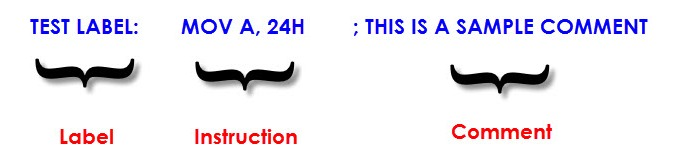 TEST LABEL: MOV A, 24H ; THIS IS A SAMPLE COMMENT
Label Instruction Comment